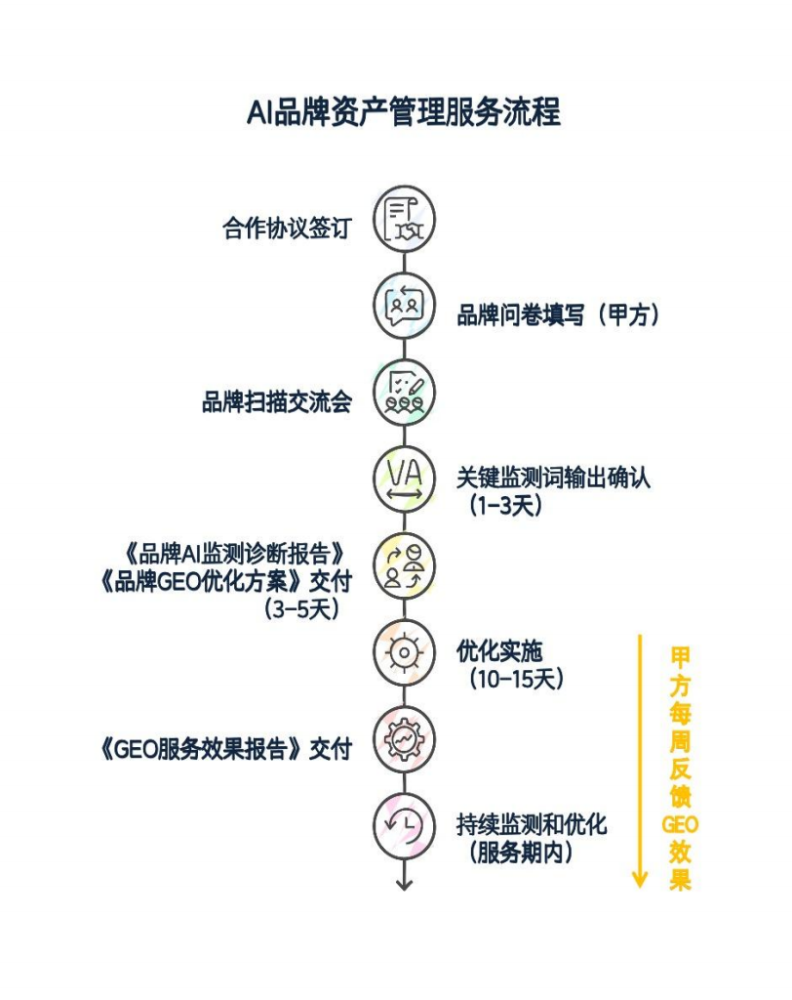 AI品牌资产管理服务流程
合作协议签订
品牌问卷填写（甲方）
品牌扫描交流会
VA
关键监测词输出确认
（1-3天）
《品牌AI监测诊断报告》
《品牌GEO优化方案》交付
（3-5天）
优化实施
（10-15天）
《GEO服务效果报告》交付
持续监测和优化
（服务期内）
甲方每周反馈GEO效果